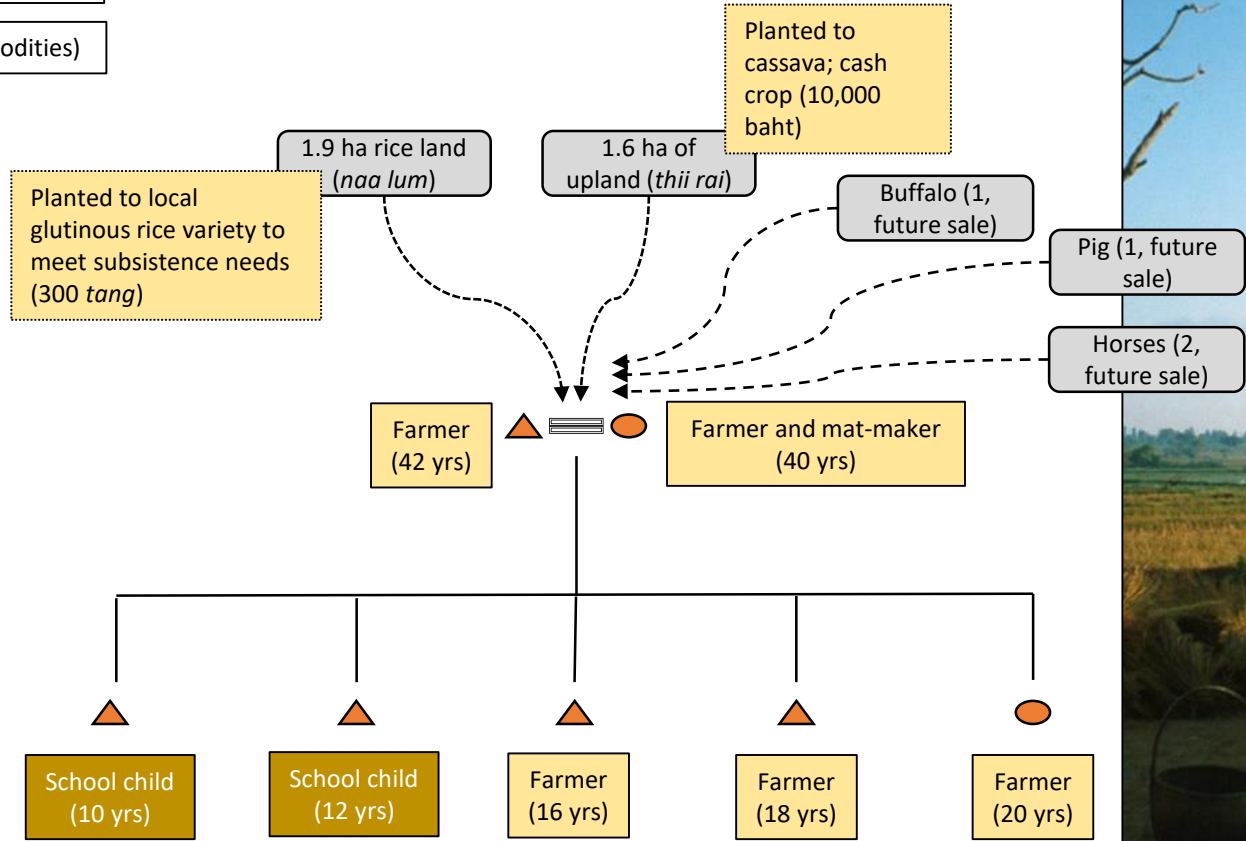 odities)
Planted to
cassava; cash
crop (10,000
baht)
1.9 ha rice land
(naa lum)
1.6 ha of
upland (thii rai)
Planted to local
glutinous rice variety to
meet subsistence needs
(300 tang)
Buffalo (1,
future sale)
Pig (1, future
sale)
Horses (2,
future sale)
Farmer
(42 yrs)
Farmer and mat-maker
(40 yrs)
School child
(10 yrs)
School child
(12 yrs)
Farmer
(16 yrs)
Farmer
(18 yrs)
Farmer
(20 yrs)